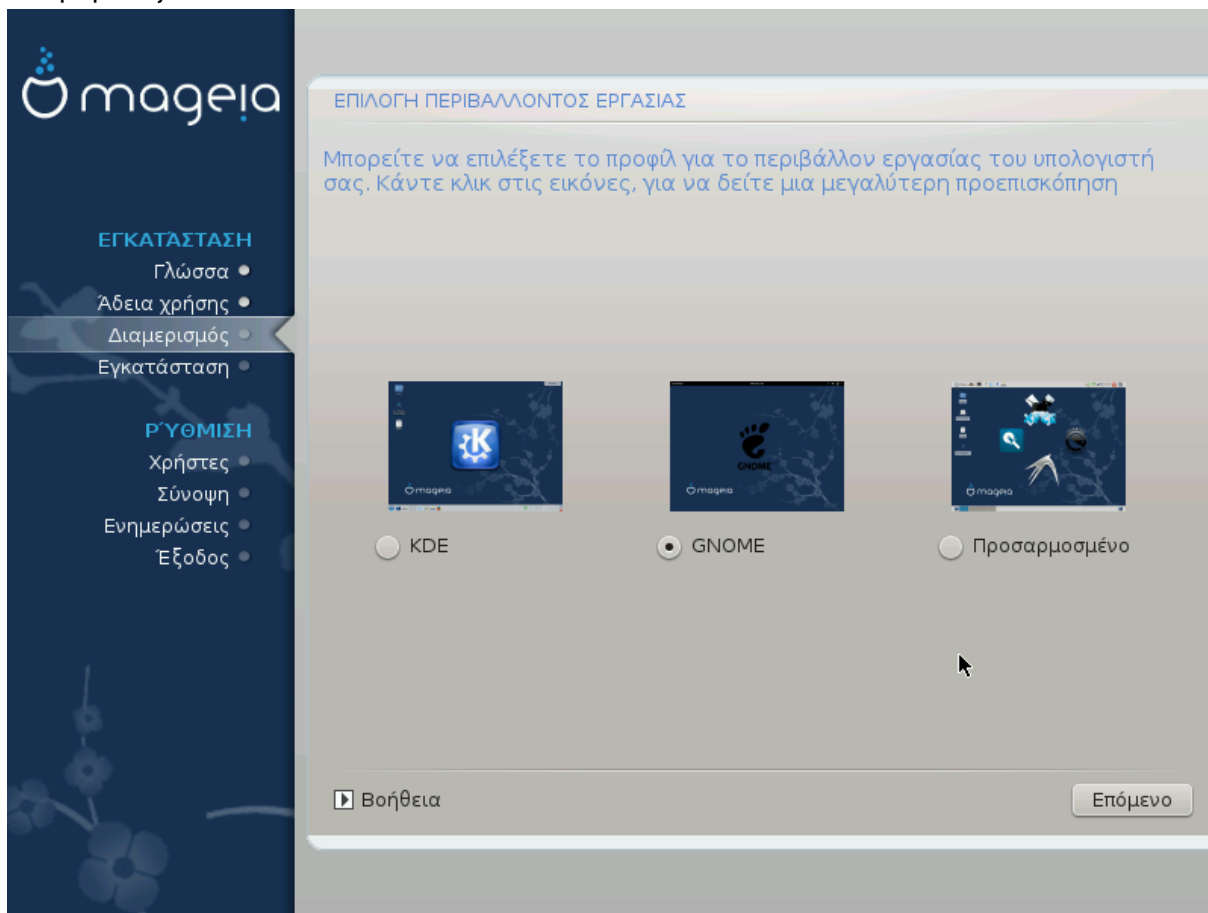 mageia
ΕΠΙΛΟΓΗ ΠΕΡΙΒΑΛΛΟΝΤΟΣ ΕΡΓΑΣΙΑΣ
Μπορείτε να επιλέξετε το προφίλ για το περιβάλλον εργασίας του υπολογιστή
σας. Κάντε κλικ στις εικόνες, για να δείτε μια μεγαλύτερη προεπισκόπηση
ΕΓΚΑΤΆΣΤΑΣΗ
Γλώσσα
Άδεια χρήσης
Διαμερισμός
Εγκατάσταση
ΡΎΘΜΙΣΗ
Χρήστες
Σύνοψη
Ενημερώσεις
Έξοδος
mageia
GNOME
mageia
mageia
KDE
GNOME
Προσαρμοσμένο
Βοήθεια
Επόμενο